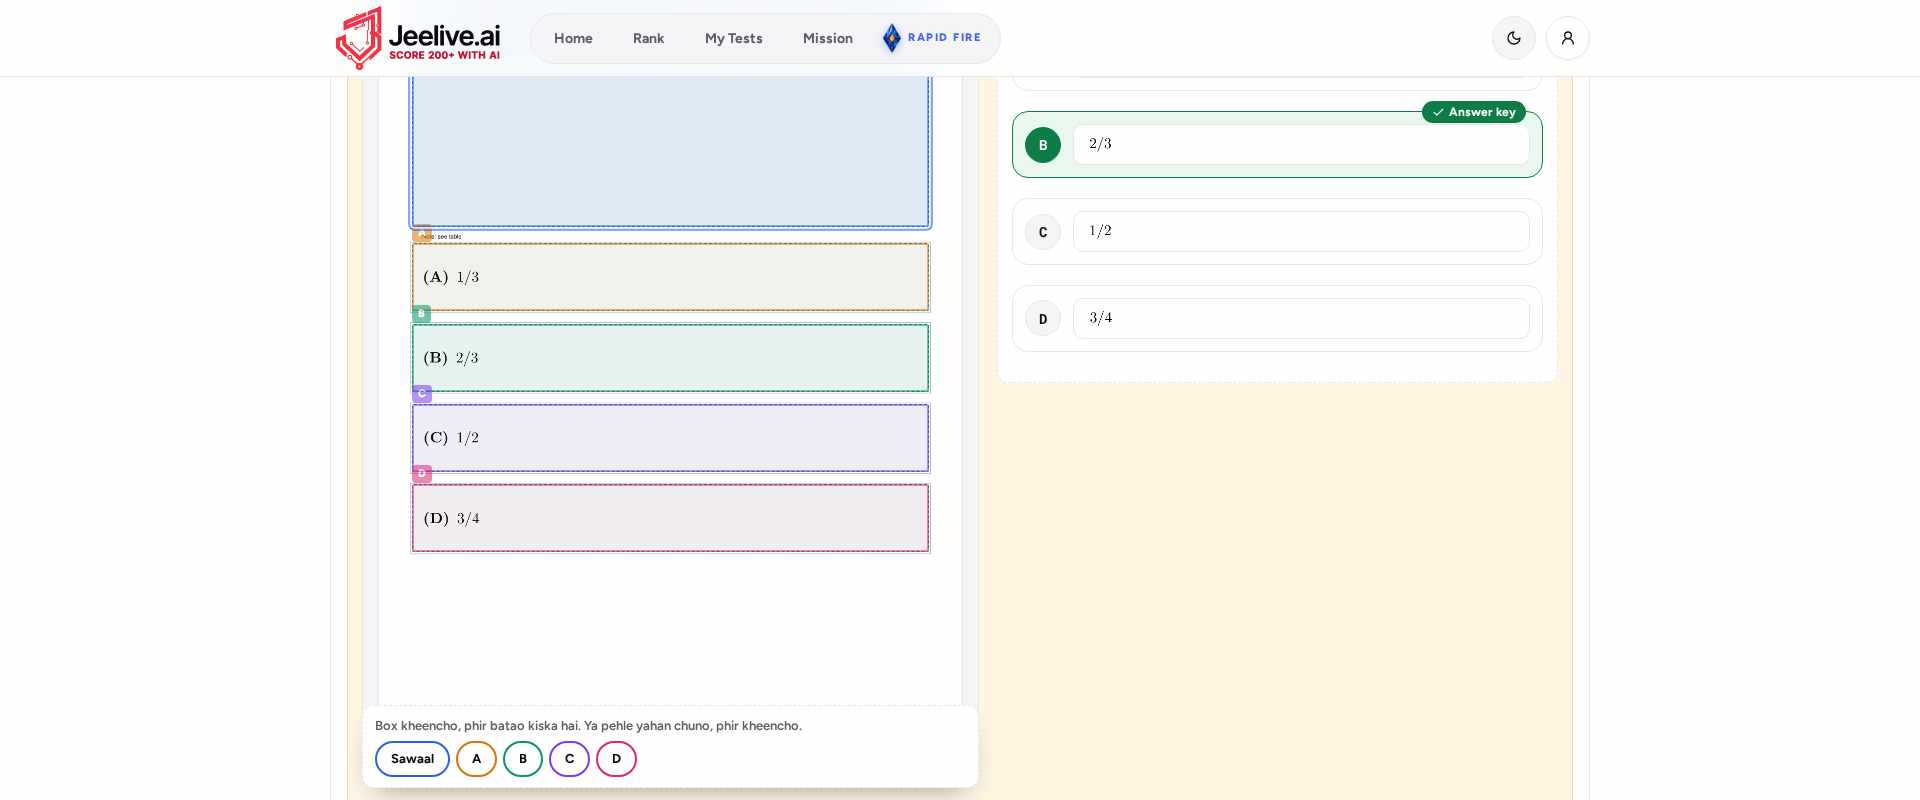 Jeelive.ai
SCORE 200+ WITH AI
Home
Rank
My Tests
Mission
RAPID FIRE
see table
A
(A) 1/3
B
(B) 2/3
C
(C) 1/2
D
(D) 3/4
Answer key
B
2/3
C
1/2
D
3/4
Box kheencho, phir batao kiska hai. Ya pehle yahan chuno, phir kheencho.
Sawaal
A
B
C
D